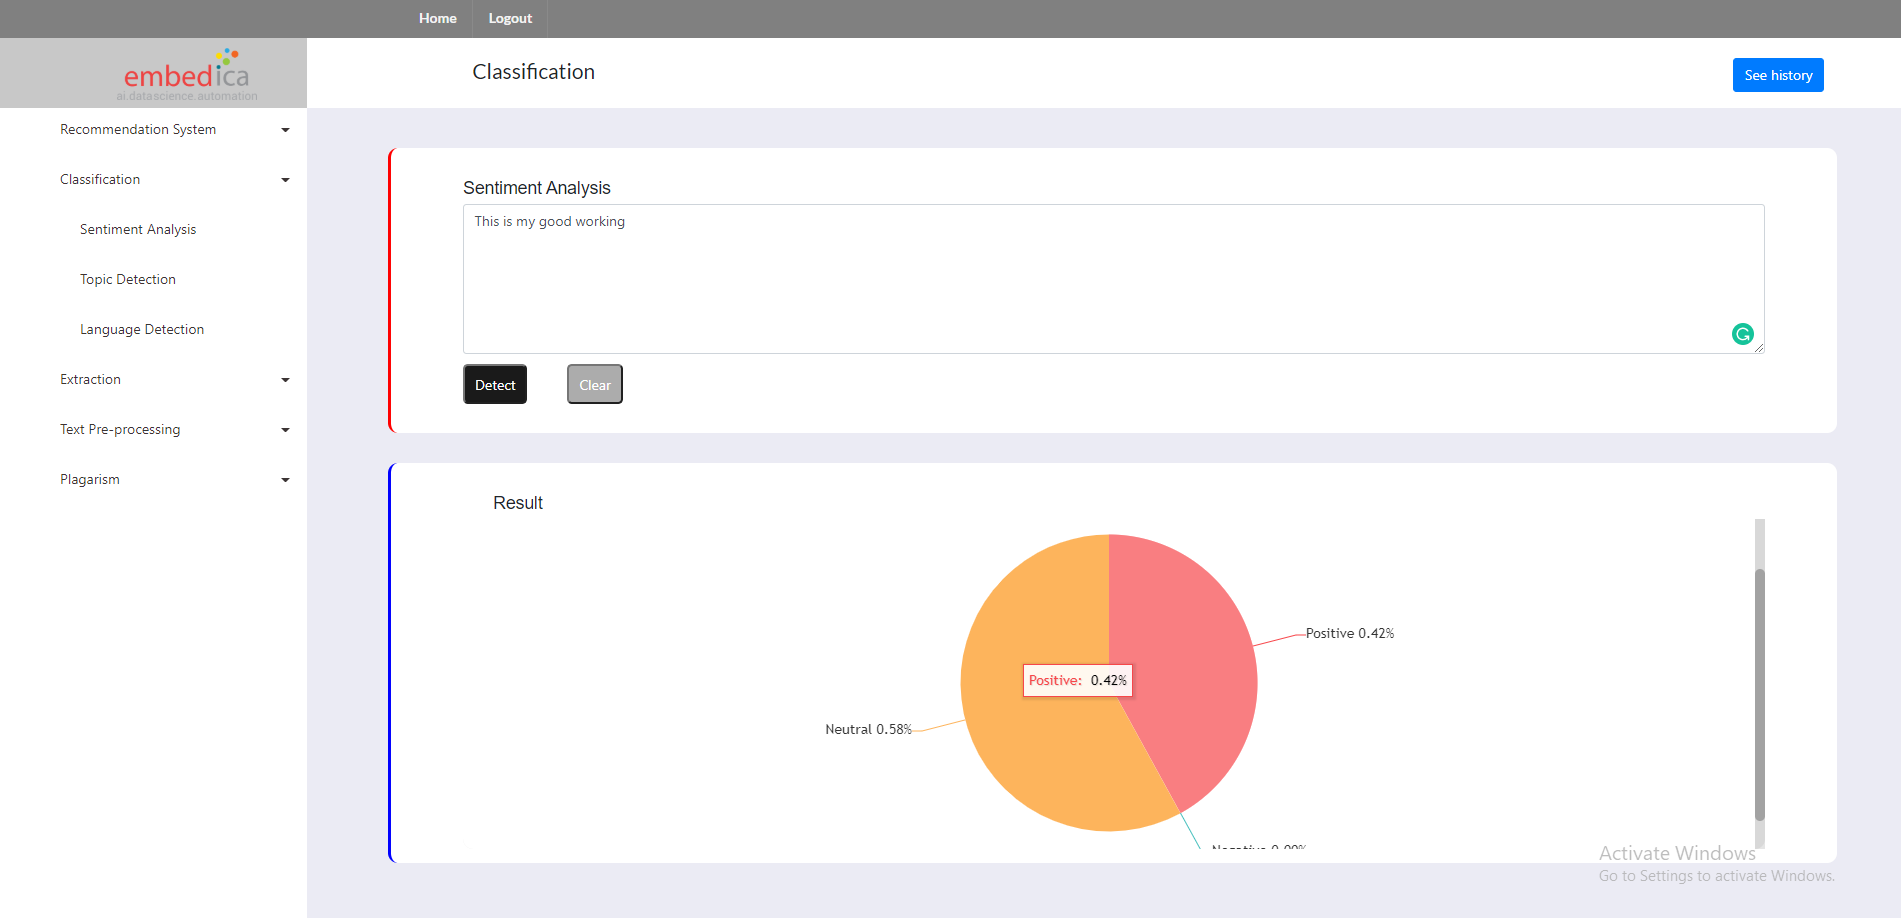 Home
Logout
embedica
ai.datascience.automation
Classification
See history
Recommendation System
Classification
Sentiment Analysis
Topic Detection
Language Detection
Extraction
Text Pre-processing
Plagarism
Sentiment Analysis
This is my good working
Detect
Clear
Result
Positive 0.42%
Positive: 0.42%
Neutral 0.58%
Negative 0.00%
Activate Windows
Go to Settings to activate Windows.